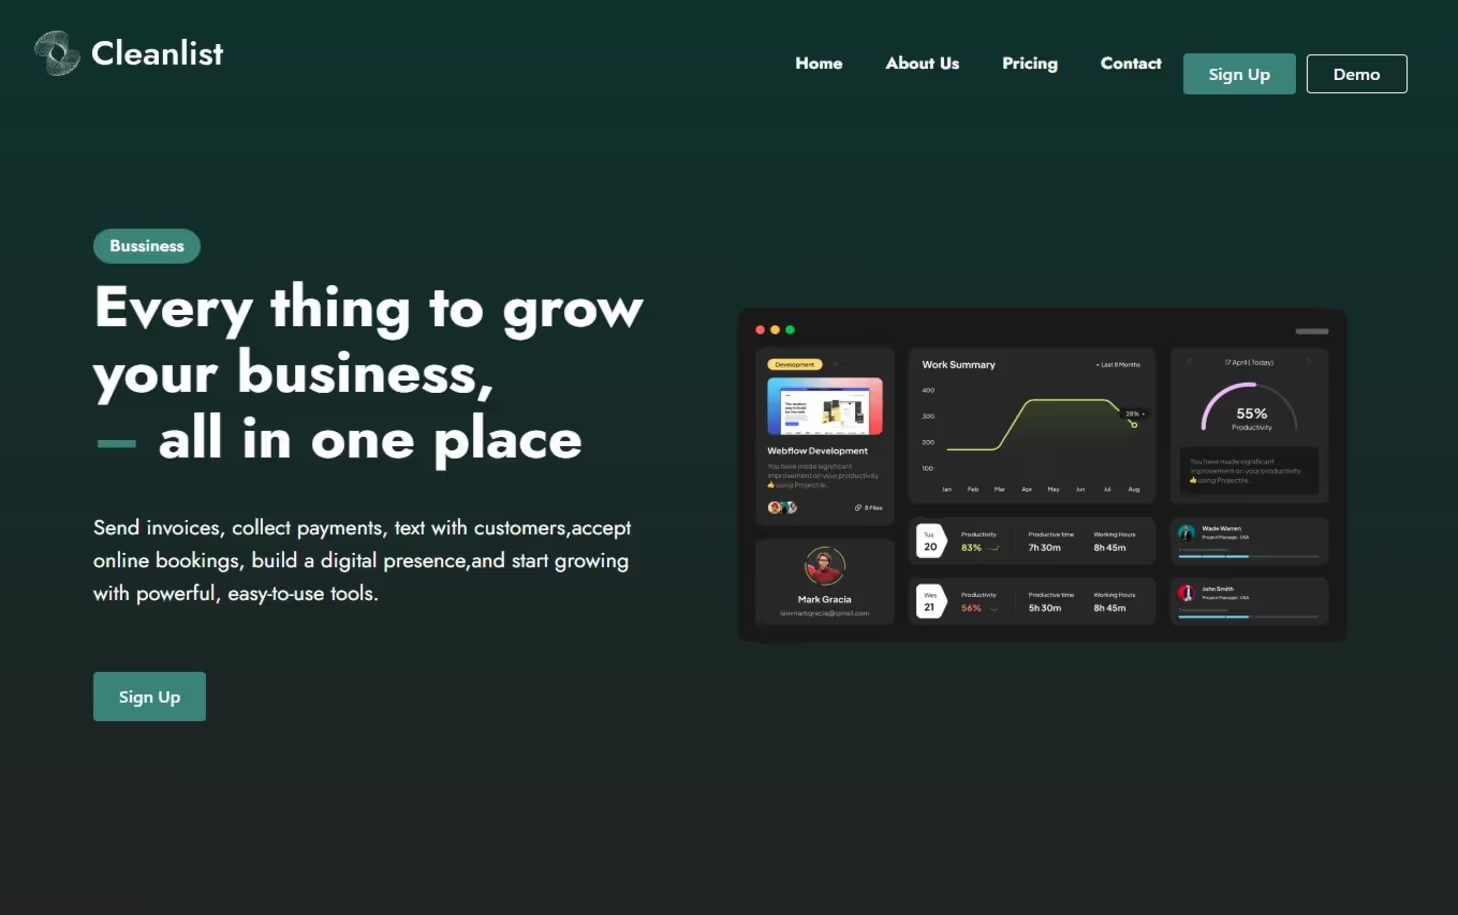 Cleanlist
Home
About Us
Pricing
Contact
Sign Up
Demo
Bussiness
Every thing to grow
your business,
— all in one place
Send invoices, collect payments, text with customers,accept
online bookings, build a digital presence,and start growing
with powerful, easy-to-use tools.
Sign Up
Development
Webflow Development
You have made significant
improvement on your productivity
👍using Projectile..
8 Files
Mark Gracia
iammarkgracia@gmail.com
Work Summary
Last 8 Months
400
300
200
100
28%
Jan Feb Mar Apr May Jun Jul Aug
Tue
20
Productivity
83%
Productive time
7h 30m
Working Hours
8h 45m
Wed
21
Productivity
56%
Productive time
5h 30m
Working Hours
8h 45m
17 April ( Today)
55%
Productivity
You have made significant
improvement on your productivity
👍using Projectile..
Wade Warren
Project Manager, USA
John Smith
Project Manager, USA